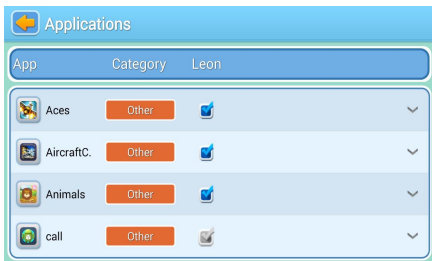 Applications
App Category Leon
Aces Other
AircraftC. Other
Animals Other
call Other